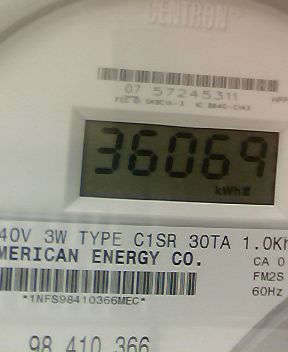 CENTRON®
07 57245311
36069
kWh
40V 3W TYPE C1SR 30TA 1.0Kh
MERICAN ENERGY CO.
CA 0
FM2S
60Hz
*1NFS98410366MEC*
98 410 366